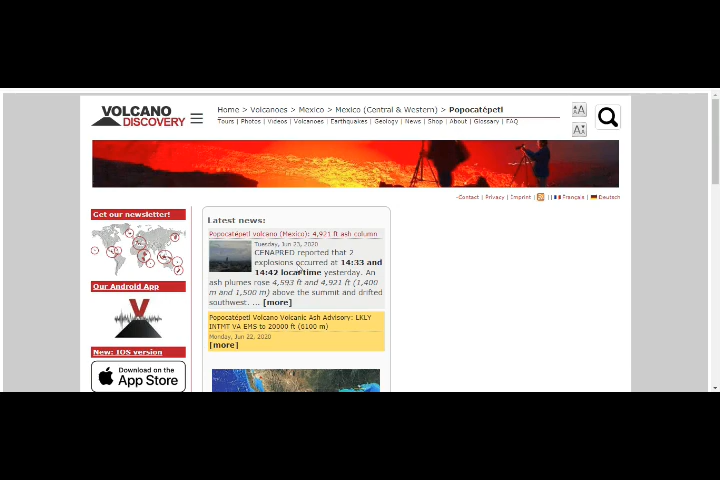 VOLCANO
DISCOVERY
Home > Volcanoes > Mexico > Mexico (Central & Western) > Popocatépetl
Tours | Photos | Videos | Volcanoes | Earthquakes | Geology | News | Shop | About | Glossary | FAQ
AA
AA
Contact | Privacy | Imprint | Français | Deutsch
Get our newsletter!
Our Android App
New: IOS version
Download on the
App Store
Latest news:
Popocatépetl volcano (Mexico): 4,921 ft ash column
Tuesday, Jun 23, 2020
CENAPRED reported that 2
explosions occurred at 14:33 and
14:42 local time yesterday. An
ash plumes rose 4,593 ft and 4,921 ft (1,400
m and 1,500 m) above the summit and drifted
southwest. ... [more]
Popocatépetl Volcano Volcanic Ash Advisory: LKLY
INTMT VA EMS to 20000 ft (6100 m)
Monday, Jun 22, 2020
[more]